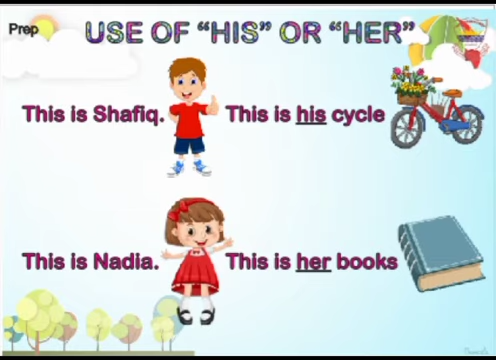 Prep
USE OF “HIS” OR “HER”
This is Shafiq. This is his cycle
This is Nadia. This is her books